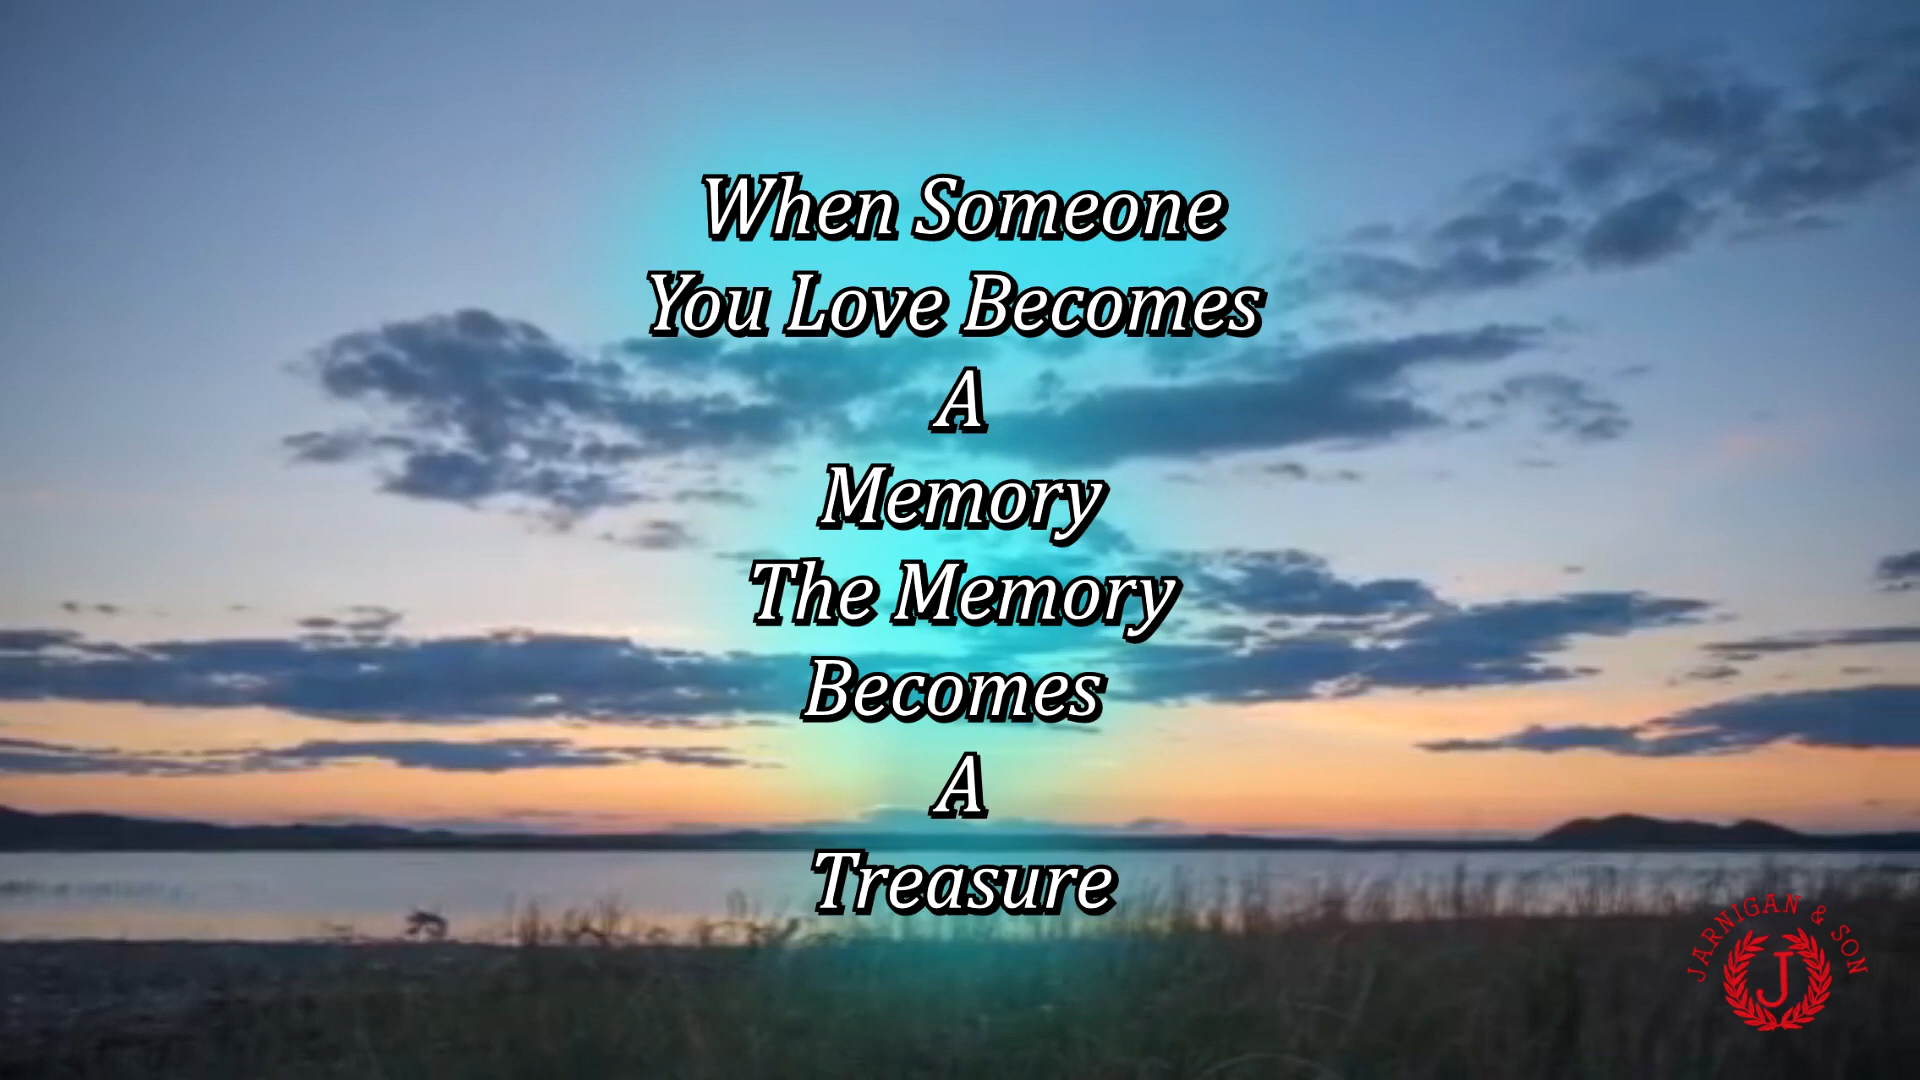 When Someone
You Love Becomes
A
Memory
The Memory
Becomes
A
Treasure
JARNIGAN & SON
J